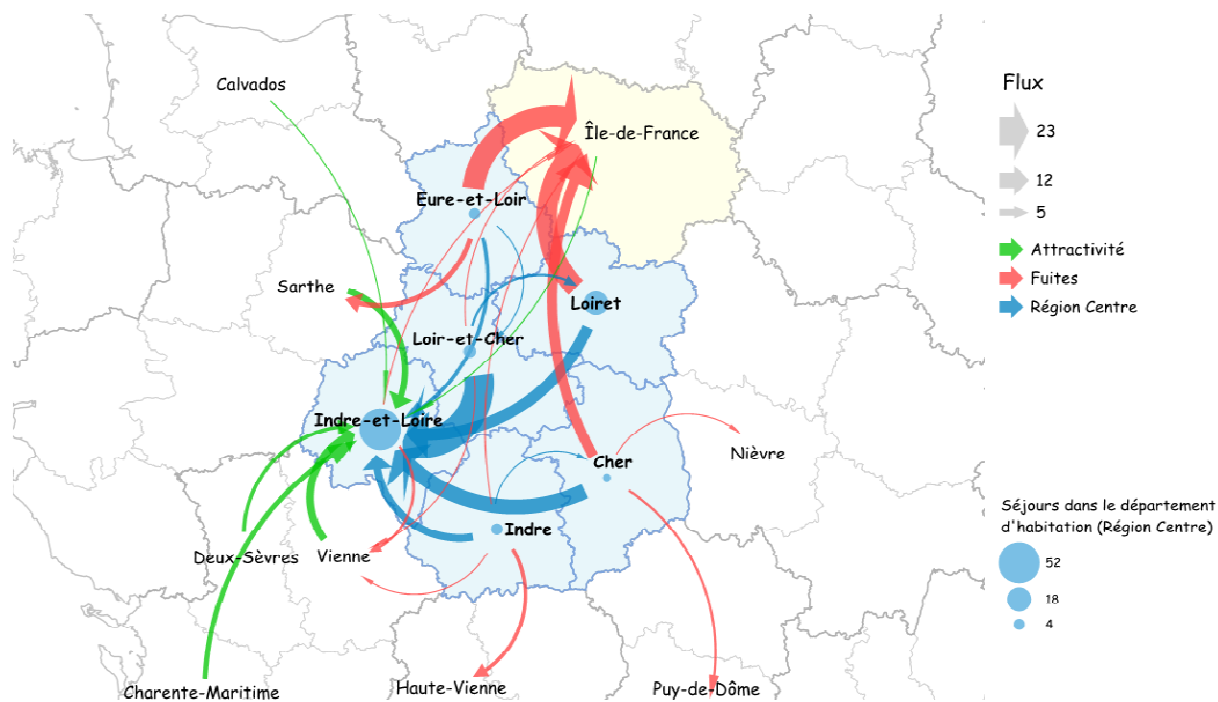 Calvados
Île-de-France
Eure-et-Loir
Sarthe
Loiret
Loir-et-Cher
Indre-et-Loire
Nièvre
Cher
Indre
Deux-Sèvres
Vienne
Charente-Maritime
Haute-Vienne
Puy-de-Dôme
Flux
23
12
5
Attractivité
Fuites
Région Centre
Séjours dans le département
d'habitation (Région Centre)
52
18
4